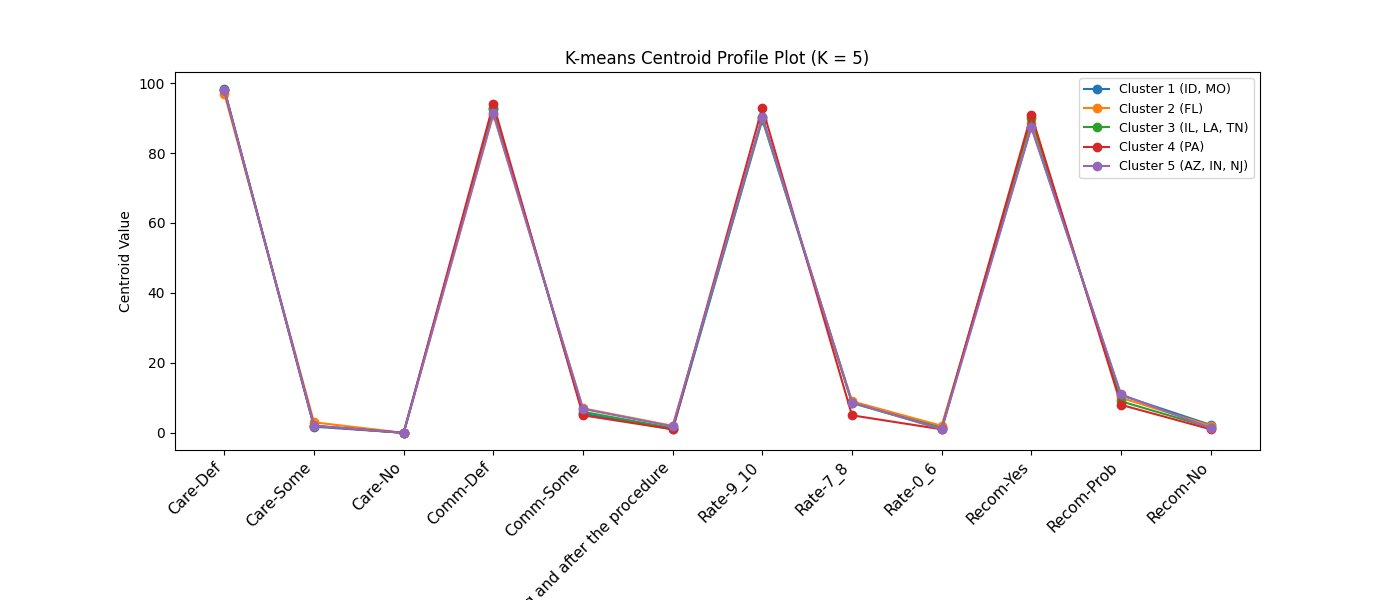 K-means Centroid Profile Plot (K = 5)
Cluster 1 (ID, MO)
Cluster 2 (FL)
Cluster 3 (IL, LA, TN)
Cluster 4 (PA)
Cluster 5 (AZ, IN, NJ)
Centroid Value
100
80
60
40
20
0
Care-Def
Care-Some
Care-No
Comm-Def
Comm-Some
and after the procedure
Rate-9_10
Rate-7_8
Rate-0_6
Recom-Yes
Recom-Prob
Recom-No